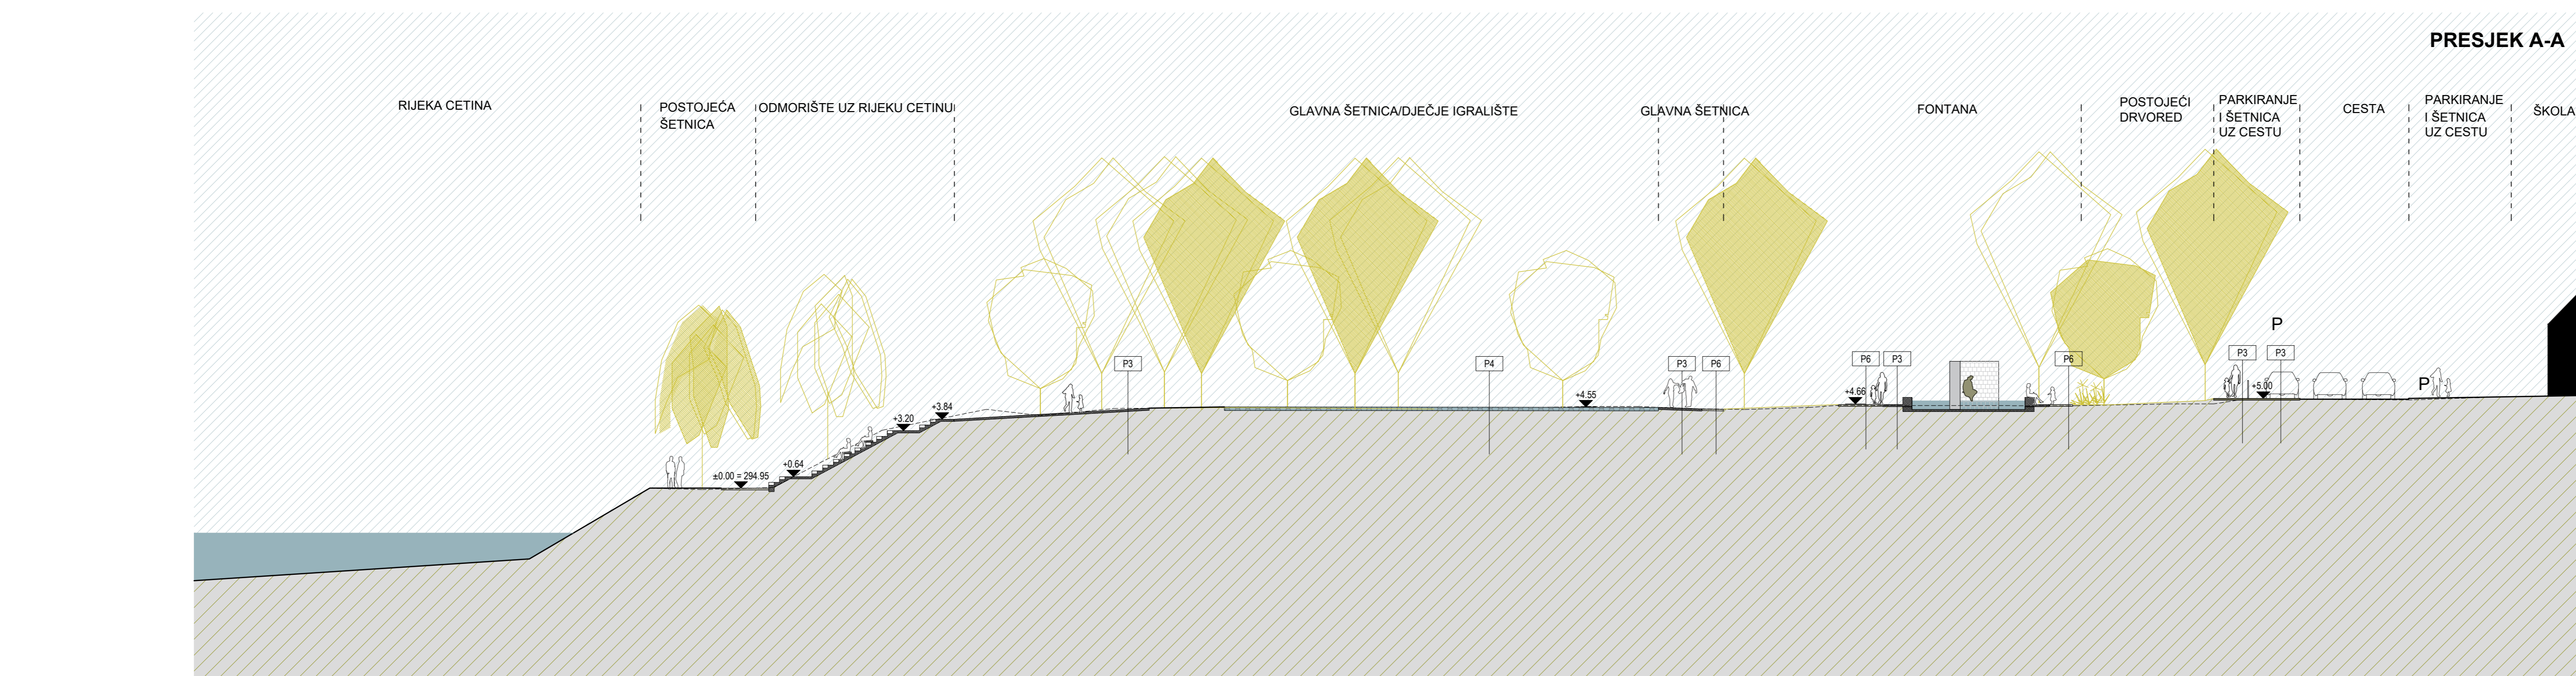 PRESJEK A-A
RIJEKA CETINA
POSTOJEĆA
ŠETNICA
ODMORIŠTE UZ RIJEKU CETINU
GLAVNA ŠETNICA/DJEČJE IGRALIŠTE
GLAVNA ŠETNICA
FONTANA
POSTOJEĆI
DRVORED
PARKIRANJE
I ŠETNICA
UZ CESTU
CESTA
PARKIRANJE
I ŠETNICA
UZ CESTU
ŠKOLA
±0.00 = 294.95
+0.64
+3.20
+3.84
P3
P4
+4.55
P3
P6
+4.66
P6
P3
P6
P3
P3
P
+5.00
P